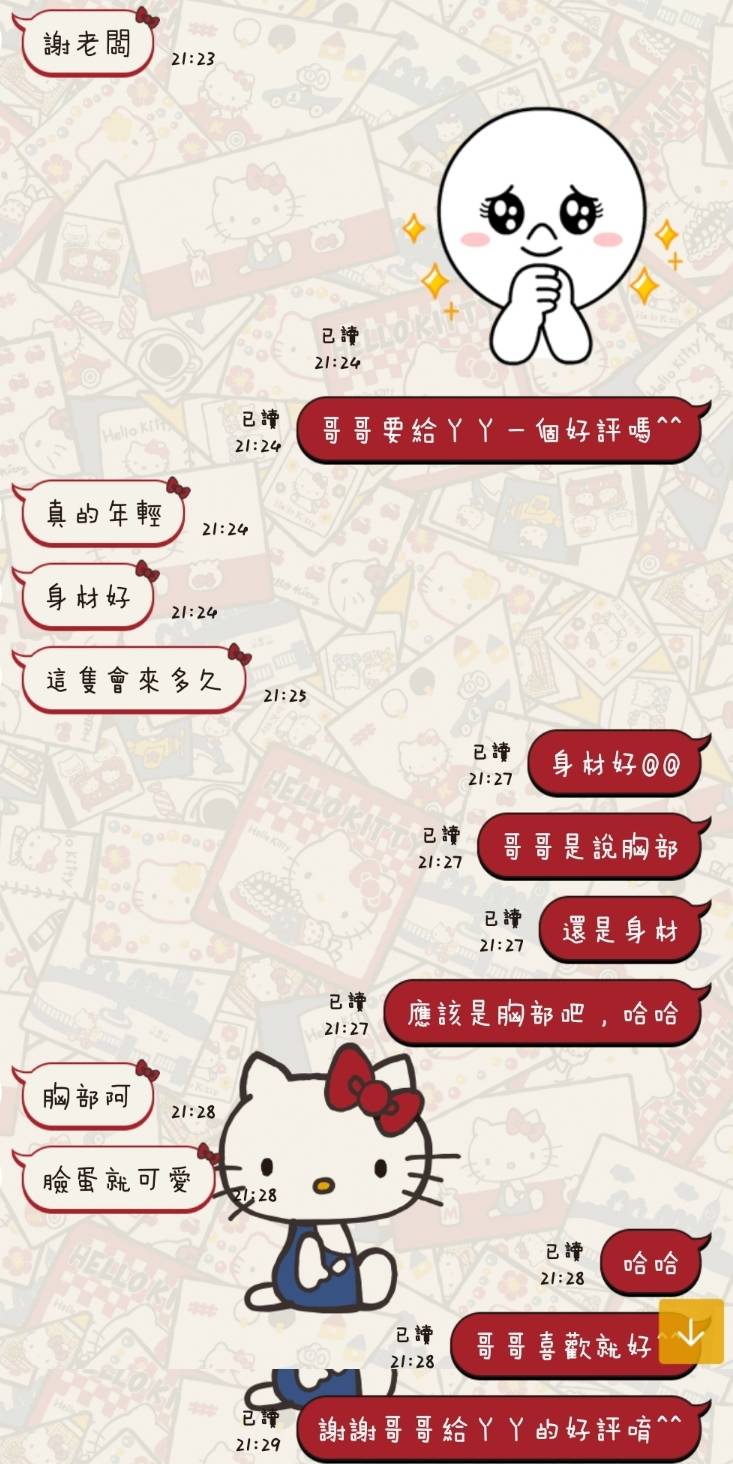 謝老闆
21:23
已讀
21:24
已讀
21:24
哥哥要給丫丫一個好評嗎^^
真的年輕
21:24
身材好
21:24
這隻會來多久
21:25
已讀
21:27
身材好@@
已讀
21:27
哥哥是說胸部
已讀
21:27
還是身材
已讀
21:27
應該是胸部吧，哈哈
胸部阿
21:28
臉蛋就可愛
21:28
已讀
21:28
哈哈
已讀
21:28
哥哥喜歡就好^^
已讀
21:29
謝謝哥哥給丫丫的好評唷^^